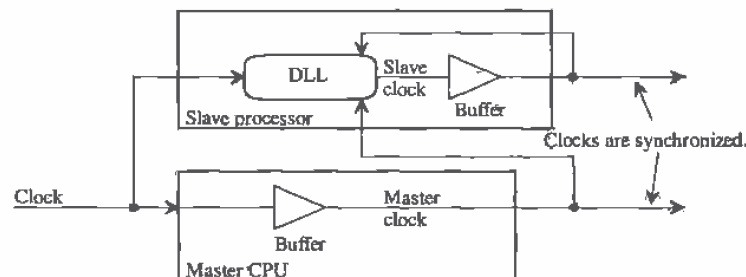 DLL
Slave
clock
Buffer
Slave processor
Clocks are synchronized.
Clock
Master
clock
Buffer
Master CPU